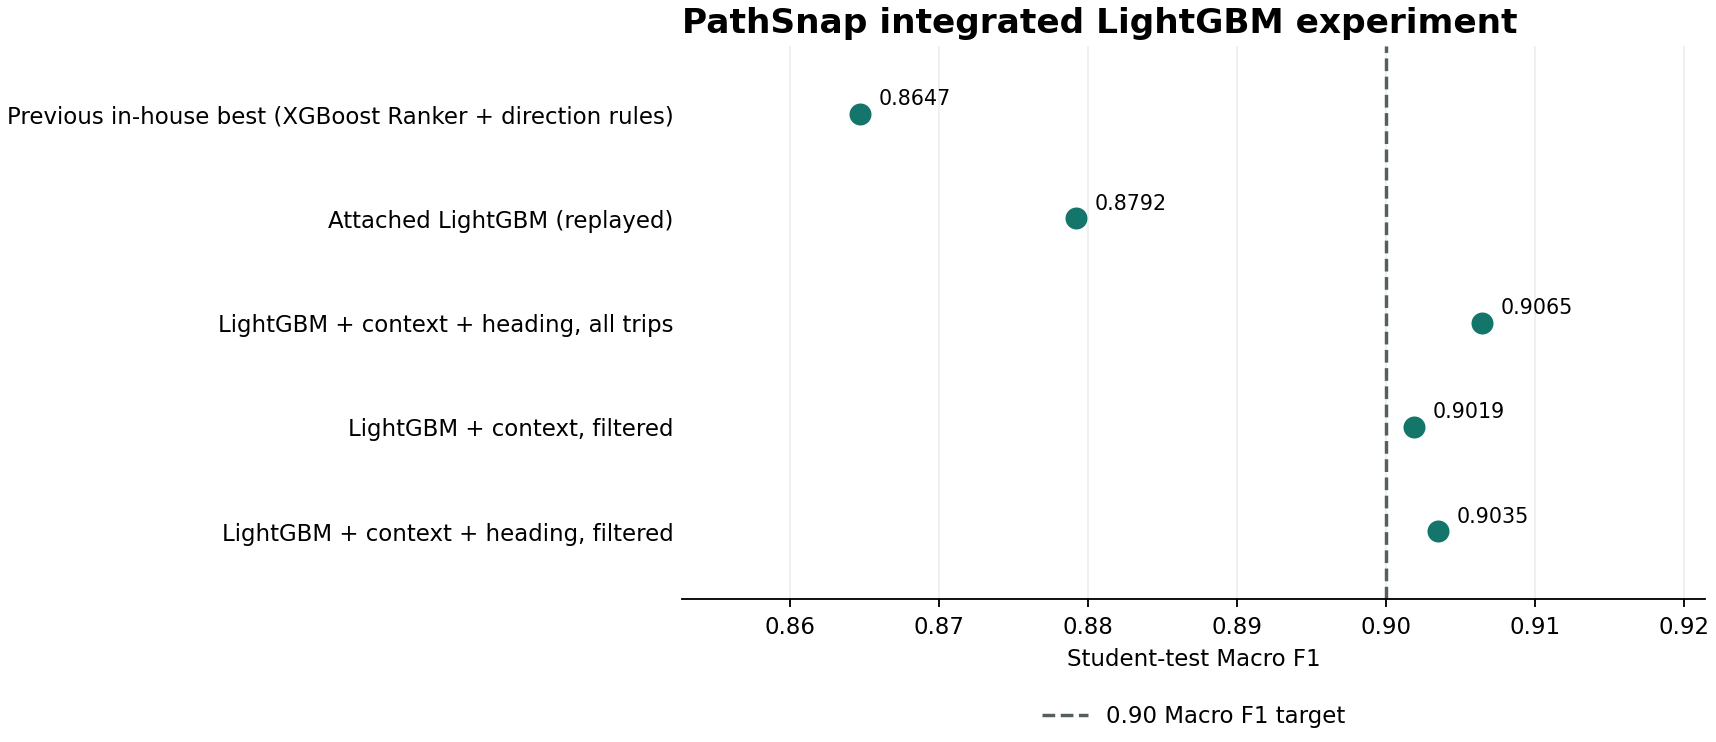 PathSnap integrated LightGBM experiment
Previous in-house best (XGBoost Ranker + direction rules)
0.8647
Attached LightGBM (replayed)
0.8792
LightGBM + context + heading, all trips
0.9065
LightGBM + context, filtered
0.9019
LightGBM + context + heading, filtered
0.9035
0.86 0.87 0.88 0.89 0.90 0.91 0.92
Student-test Macro F1
0.90 Macro F1 target